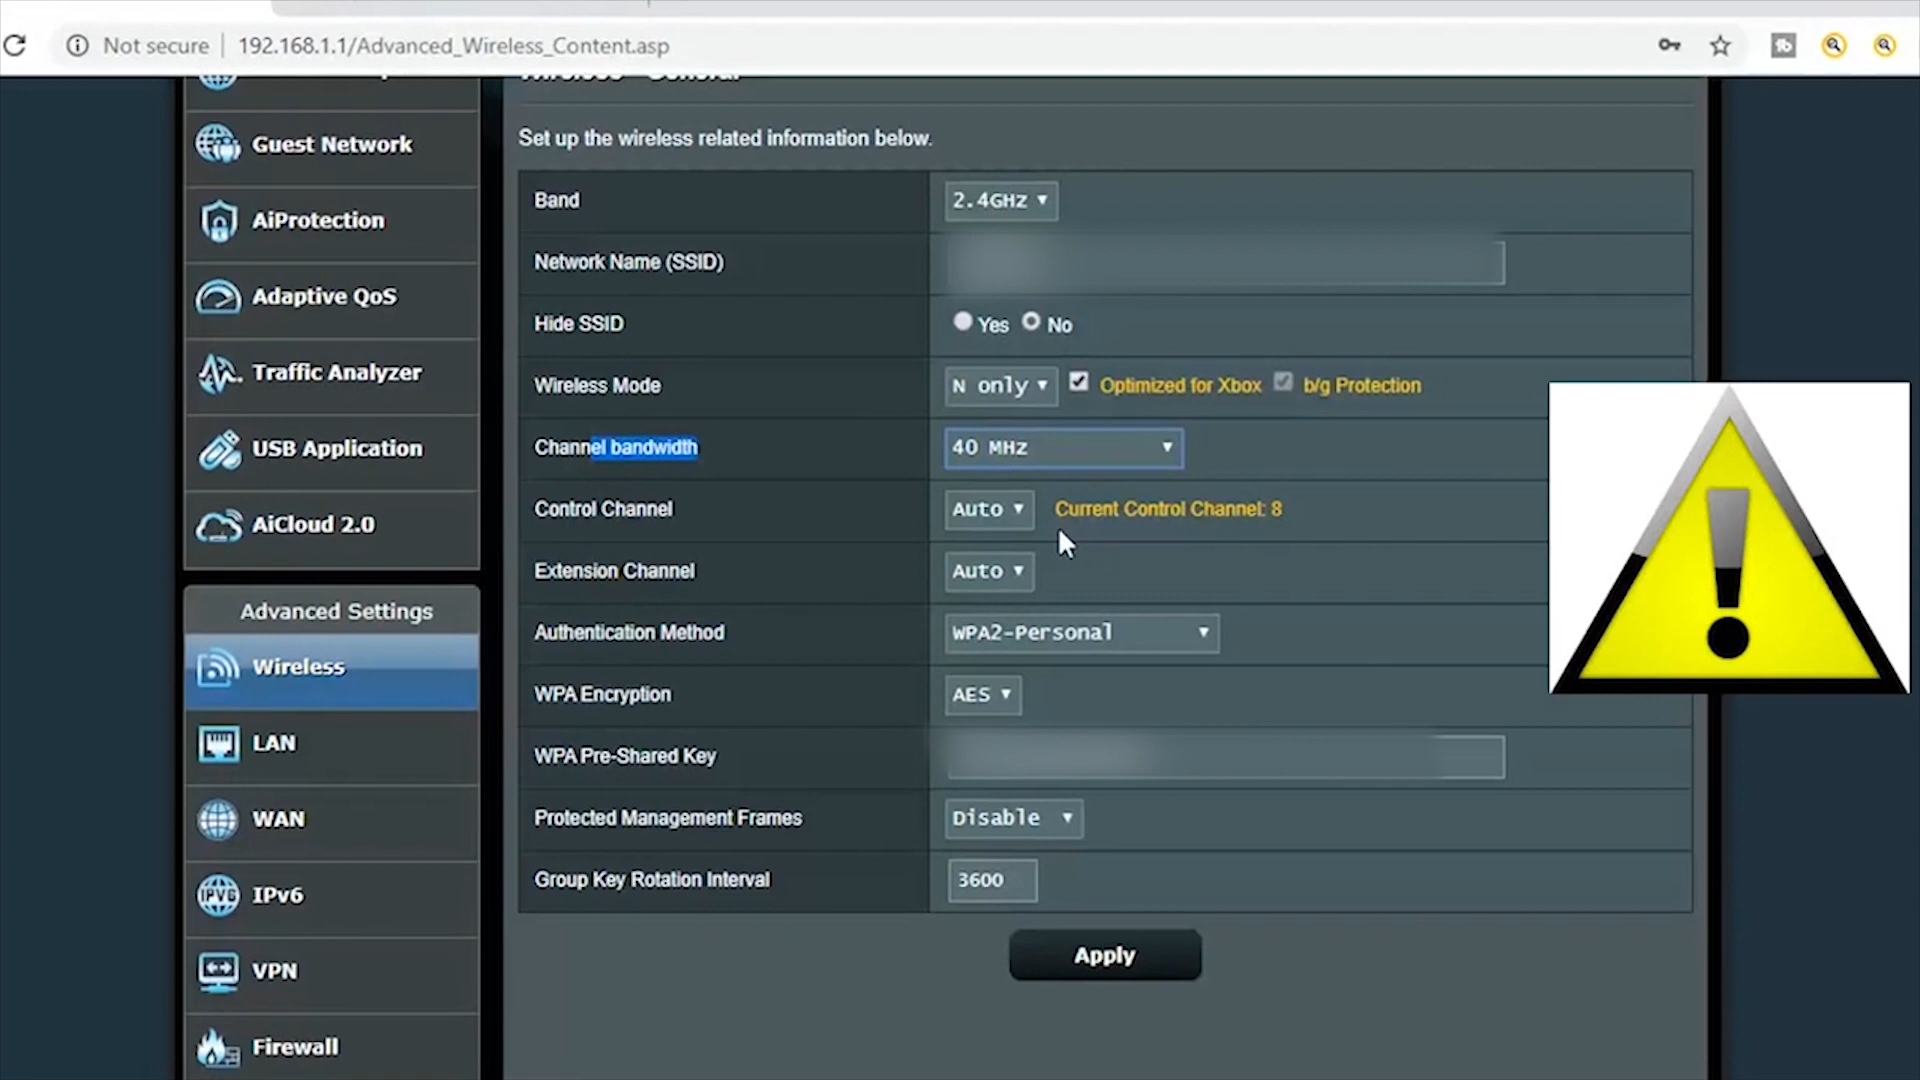 Not secure
192.168.1.1/Advanced_Wireless_Content.asp
Wireless - General
Guest Network
AiProtection
Adaptive QoS
Traffic Analyzer
USB Application
AiCloud 2.0
Advanced Settings
Wireless
LAN
WAN
IPv6
VPN
Firewall
Set up the wireless related information below.
Band 2.4GHz
Network Name (SSID)
Hide SSID Yes No
Wireless Mode N only Optimized for Xbox b/g Protection
Channel bandwidth 40 MHz
Control Channel Auto Current Control Channel: 8
Extension Channel Auto
Authentication Method WPA2-Personal
WPA Encryption AES
WPA Pre-Shared Key
Protected Management Frames Disable
Group Key Rotation Interval 3600
Apply